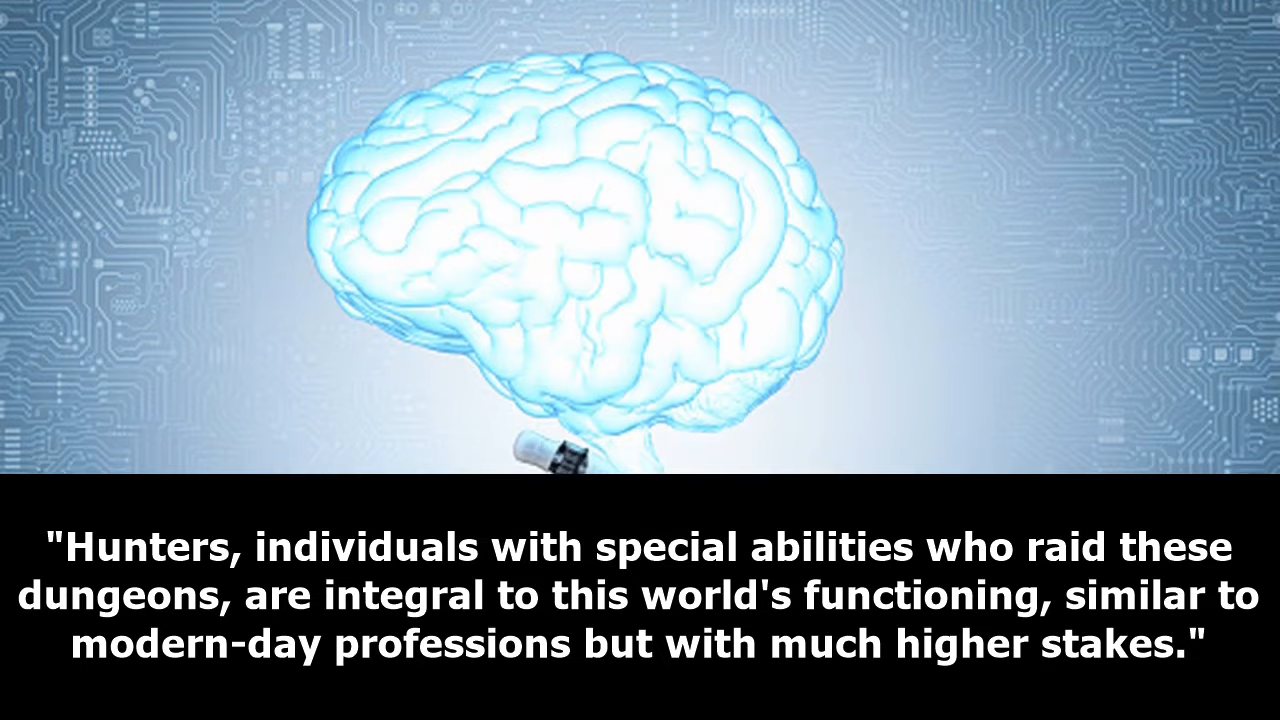 "Hunters, individuals with special abilities who raid these
dungeons, are integral to this world's functioning, similar to
modern-day professions but with much higher stakes."